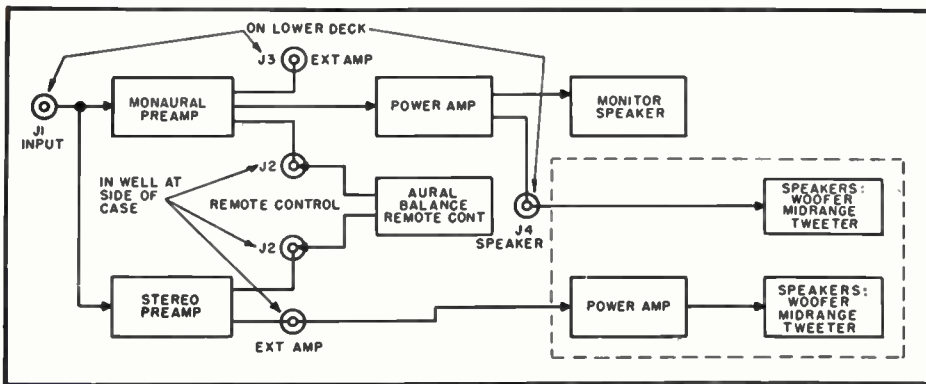 ON LOWER DECK
J3
EXT AMP
MONAURAL
PREAMP
POWER AMP
MONITOR
SPEAKER
J1
INPUT
J2
IN WELL AT
SIDE OF
CASE
REMOTE CONTROL
AURAL
BALANCE
REMOTE CONT
J4
SPEAKER
SPEAKERS:
WOOFER
MIDRANGE
TWEETER
J2
STEREO
PREAMP
EXT AMP
POWER AMP
SPEAKERS:
WOOFER
MIDRANGE
TWEETER